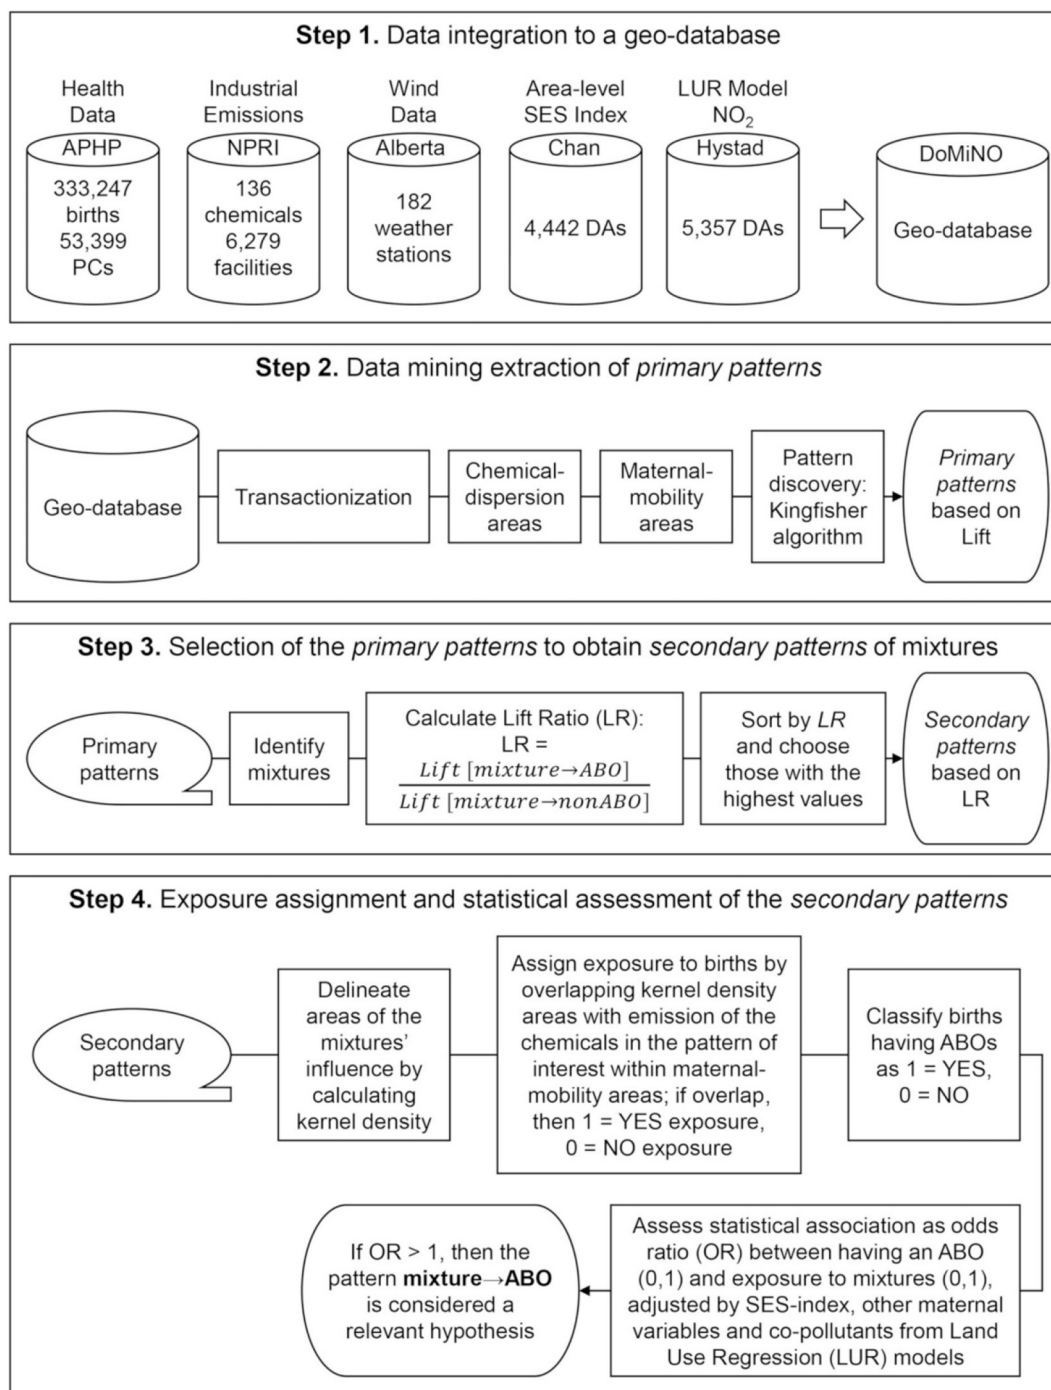 Step 1. Data integration to a geo-database
Health
Data
APHP
333,247
births
53,399
PCs
Industrial
Emissions
NPRI
136
chemicals
6,279
facilities
Wind
Data
Alberta
182
weather
stations
Area-level
SES Index
Chan
4,442 DAs
LUR Model
NO2
Hystad
5,357 DAs
DoMiNO
Geo-database
Step 2. Data mining extraction of primary patterns
Geo-database
Transactionization
Chemical-
dispersion
areas
Maternal-
mobility
areas
Pattern
discovery:
Kingfisher
algorithm
Primary
patterns
based on
Lift
Step 3. Selection of the primary patterns to obtain secondary patterns of mixtures
Primary
patterns
Identify
mixtures
Calculate Lift Ratio (LR):
LR =
Lift [mixture→ABO]
Lift [mixture→nonABO]
Sort by LR
and choose
those with the
highest values
Secondary
patterns
based on
LR
Step 4. Exposure assignment and statistical assessment of the secondary patterns
Secondary
patterns
Delineate
areas of the
mixtures'
influence by
calculating
kernel density
Assign exposure to births by
overlapping kernel density
areas with emission of the
chemicals in the pattern of
interest within maternal-
mobility areas; if overlap,
then 1 = YES exposure,
0 = NO exposure
Classify births
having ABOs
as 1 = YES,
0 = NO
Assess statistical association as odds
ratio (OR) between having an ABO
(0,1) and exposure to mixtures (0,1),
adjusted by SES-index, other maternal
variables and co-pollutants from Land
Use Regression (LUR) models
If OR > 1, then the
pattern mixture→ABO
is considered a
relevant hypothesis